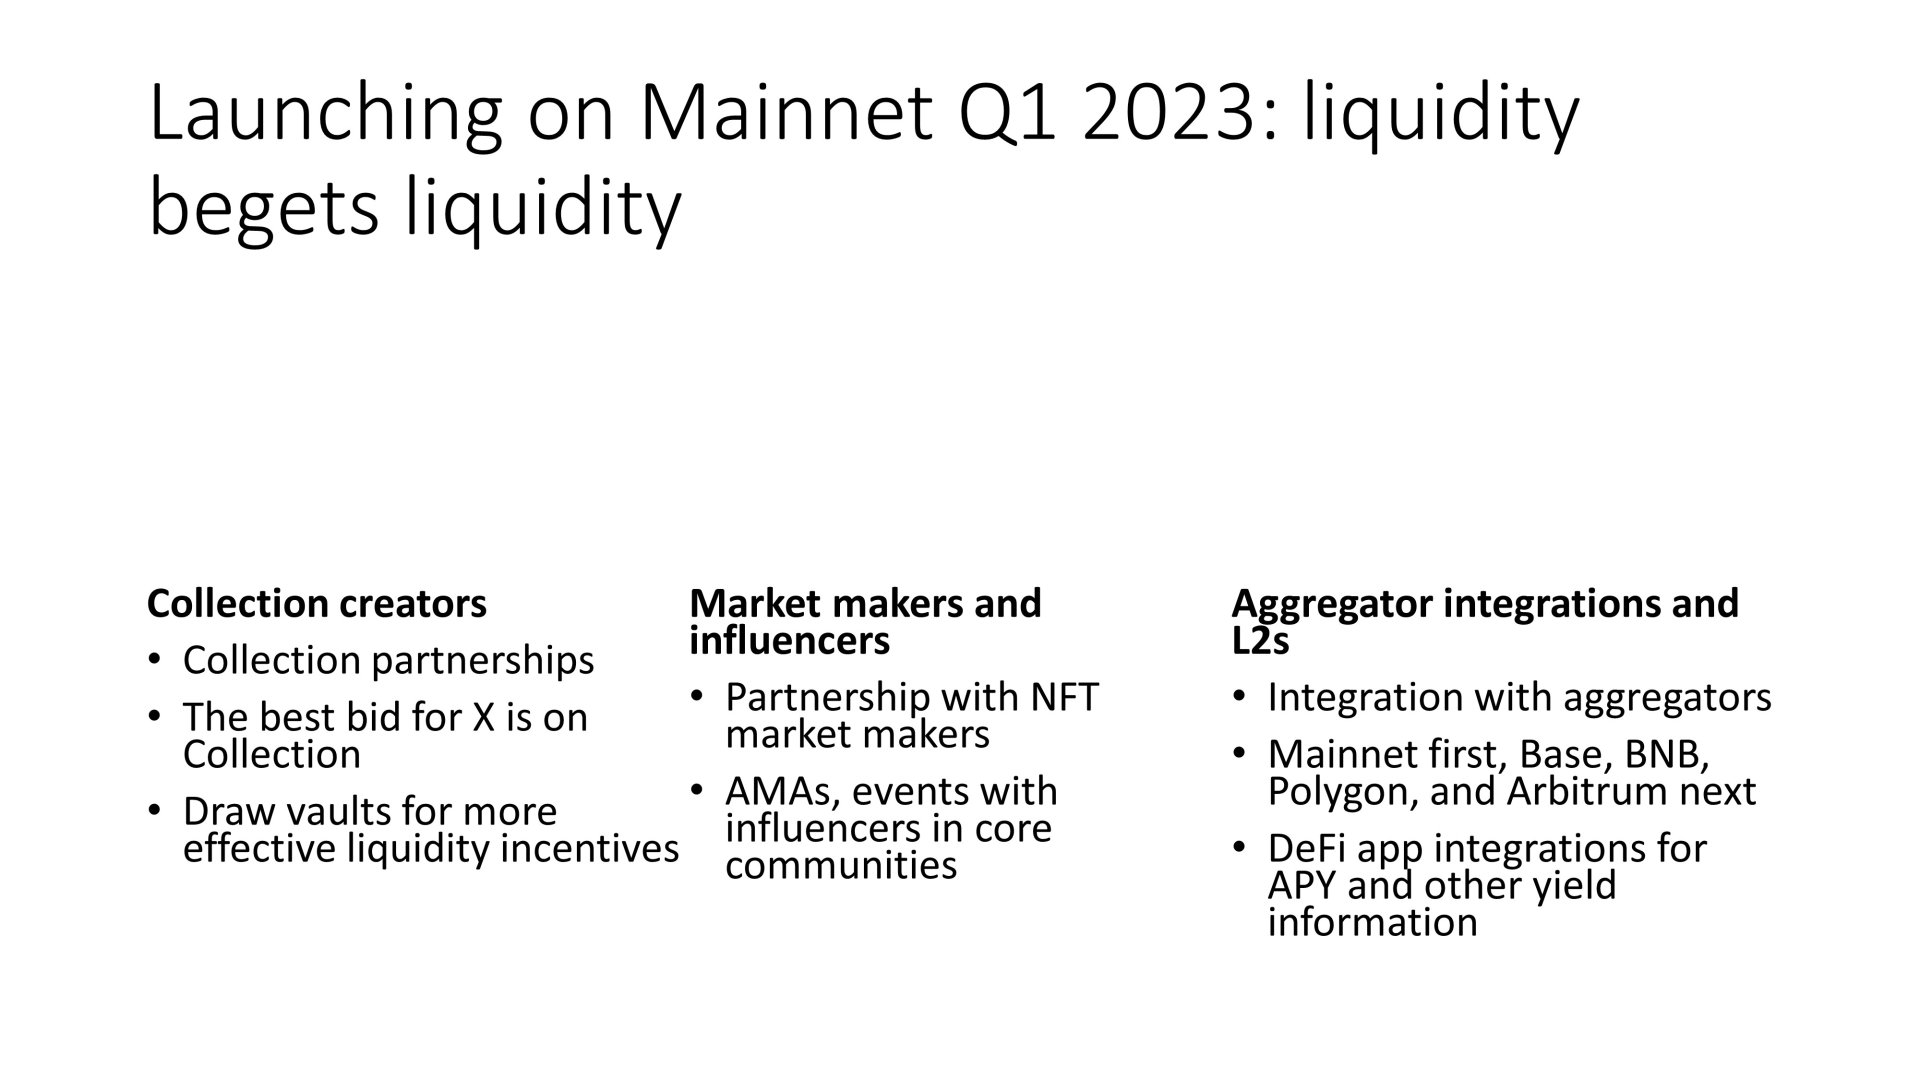 Launching on Mainnet Q1 2023: liquidity
begets liquidity
Collection creators
• Collection partnerships
• The best bid for X is on
Collection
• Draw vaults for more
effective liquidity incentives
Market makers and
influencers
• Partnership with NFT
market makers
• AMAs, events with
influencers in core
communities
Aggregator integrations and
L2s
• Integration with aggregators
• Mainnet first, Base, BNB,
Polygon, and Arbitrum next
• DeFi app integrations for
APY and other yield
information